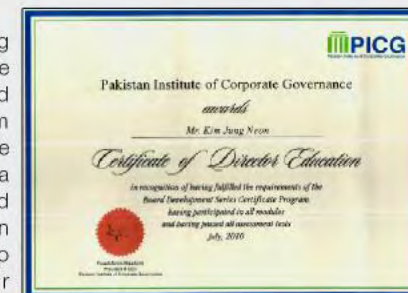 PICG
Pakistan Institute of Corporate Governance
awards
Mr. Kim Jung Neon
Certificate of Director Education
in recognition of having fulfilled the requirements of the
Board Development Series Certificate Program
having participated in all modules
and having passed all assessment tests
July, 2010